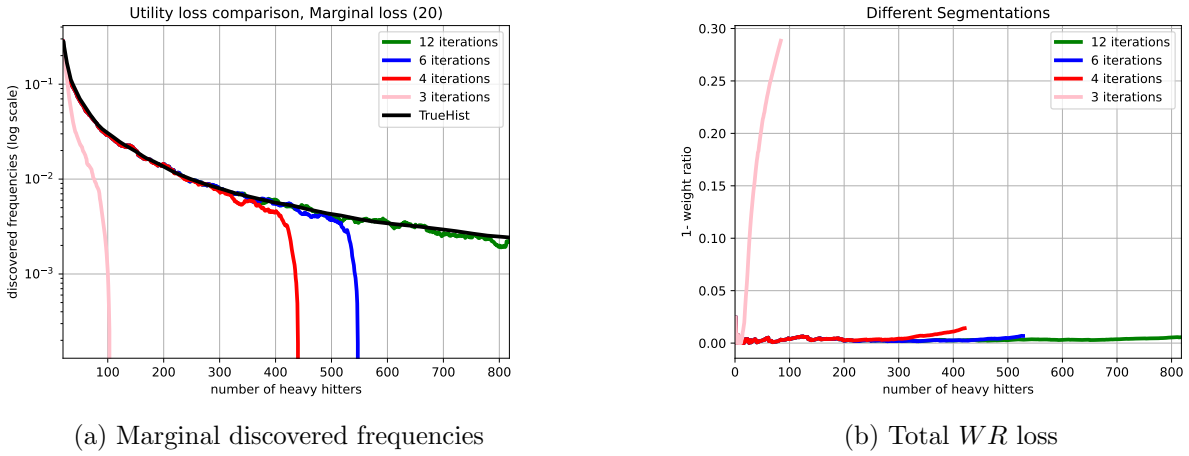 Utility loss comparison, Marginal loss (20)
discovered frequencies (log scale)
10⁻¹
10⁻²
10⁻³
12 iterations
6 iterations
4 iterations
3 iterations
TrueHist
100 200 300 400 500 600 700 800
number of heavy hitters
(a) Marginal discovered frequencies
Different Segmentations
1- weight ratio
0.30
0.25
0.20
0.15
0.10
0.05
0.00
12 iterations
6 iterations
4 iterations
3 iterations
0 100 200 300 400 500 600 700 800
number of heavy hitters
(b) Total WR loss